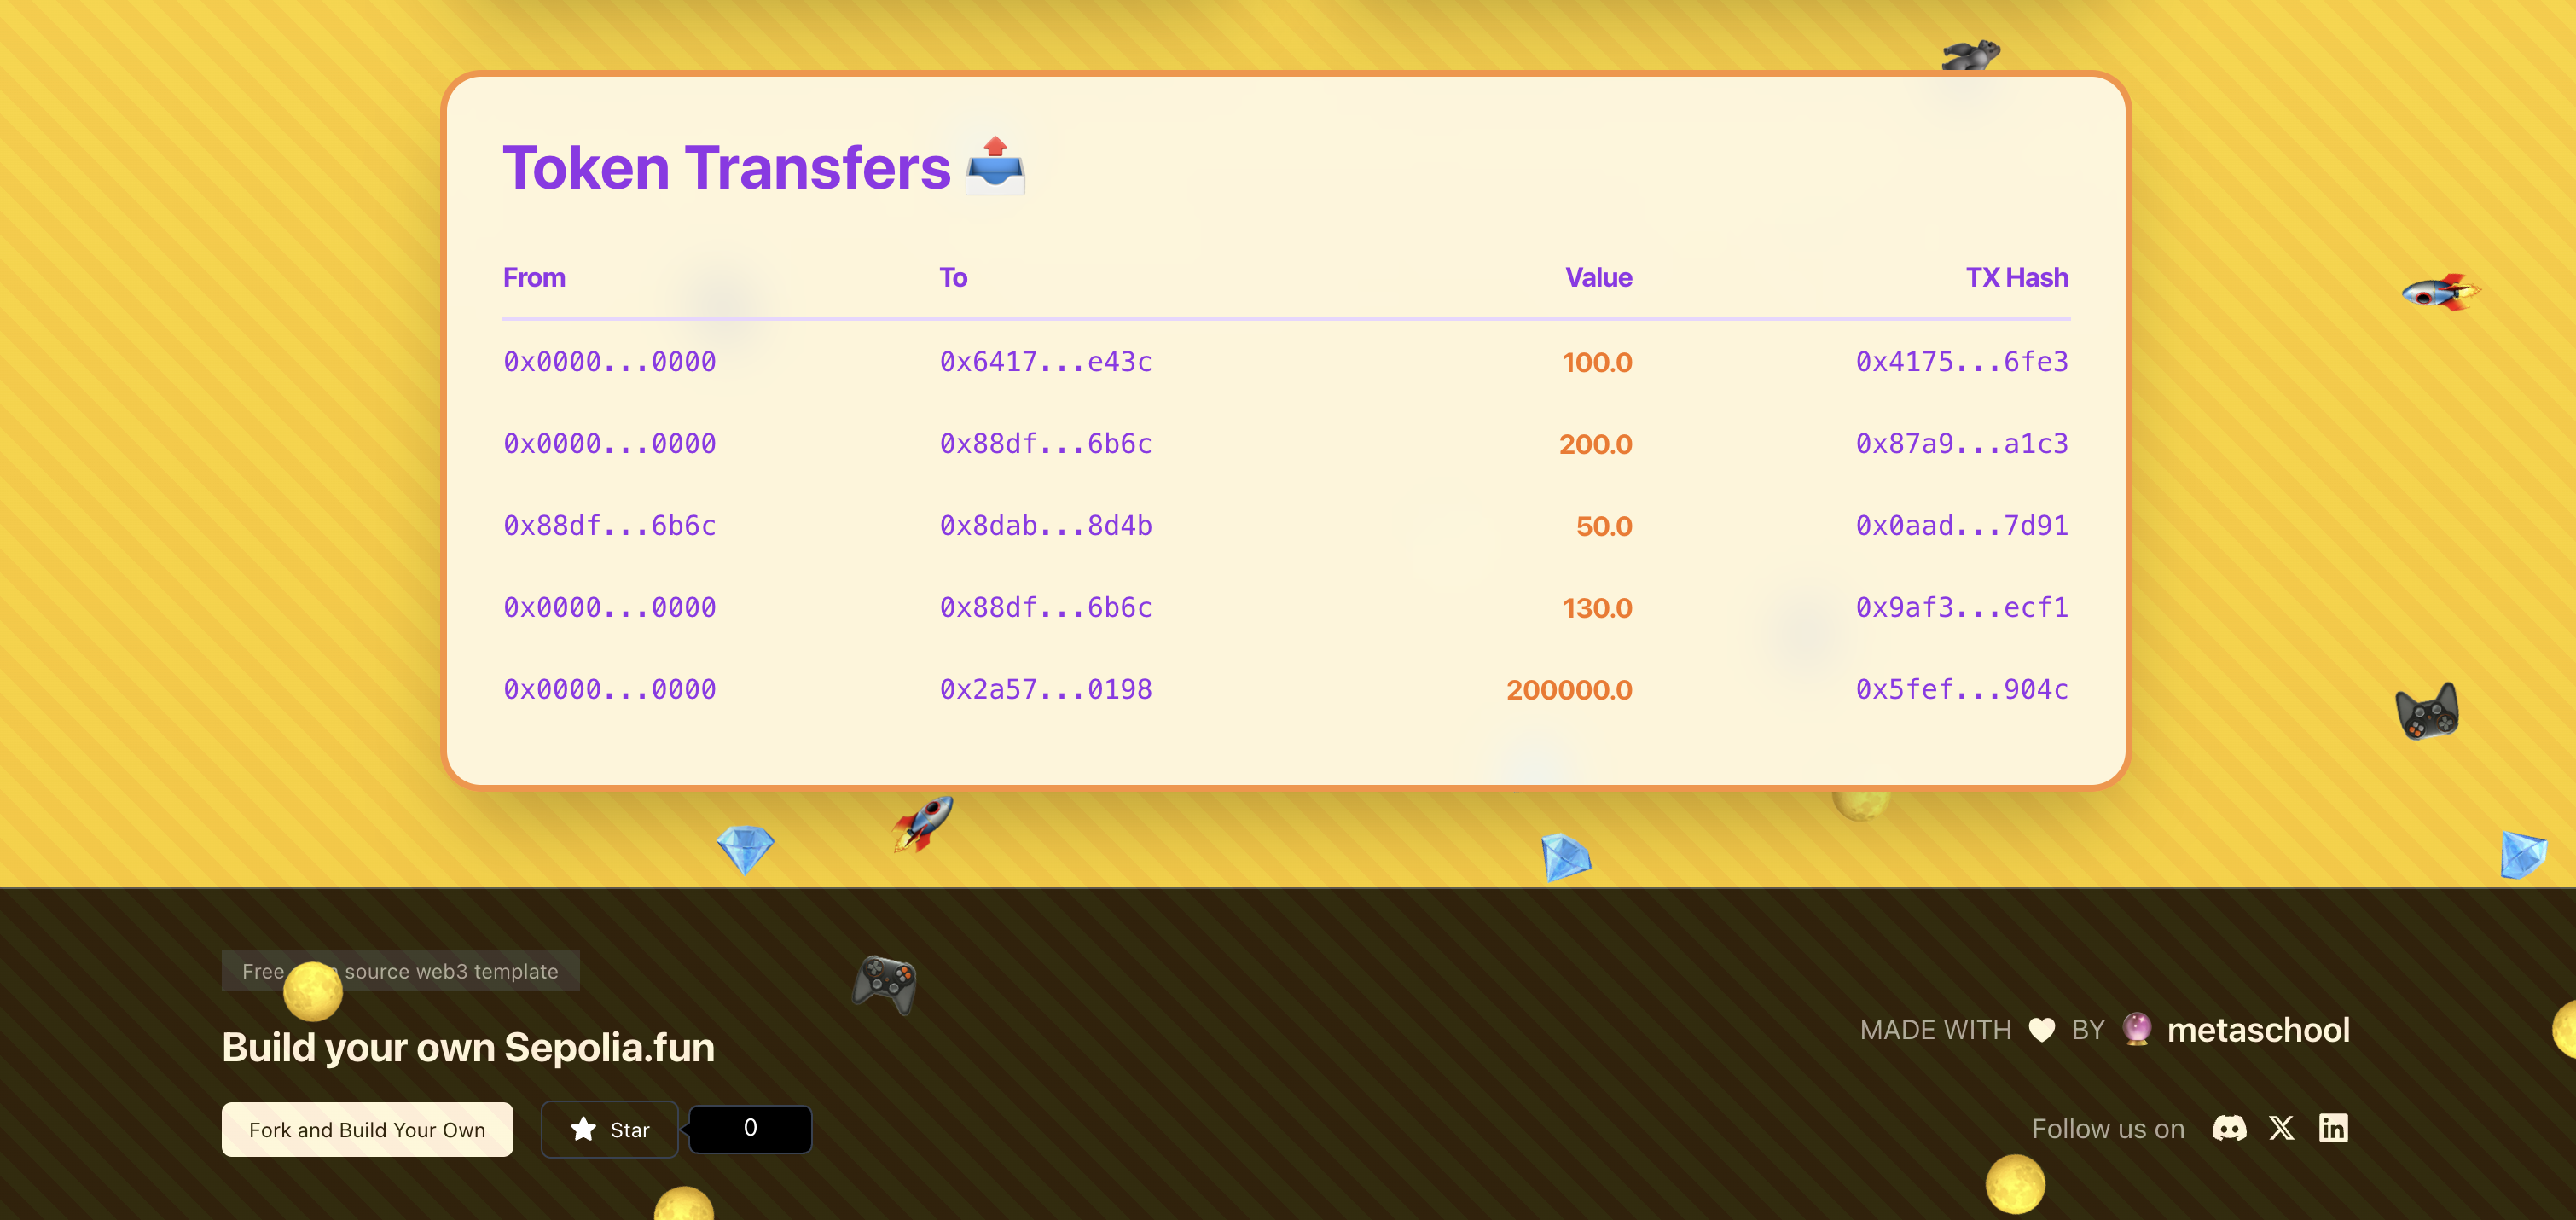 Token Transfers
From To Value TX Hash
0x0000...0000 0x6417...e43c 100.0 0x4175...6fe3
0x0000...0000 0x88df...6b6c 200.0 0x87a9...a1c3
0x88df...6b6c 0x8dab...8d4b 50.0 0x0aad...7d91
0x0000...0000 0x88df...6b6c 130.0 0x9af3...ecf1
0x0000...0000 0x2a57...0198 200000.0 0x5fef...904c
Free source web3 template
Build your own Sepolia.fun
Fork and Build Your Own
Star
0
MADE WITH BY metaschool
Follow us on